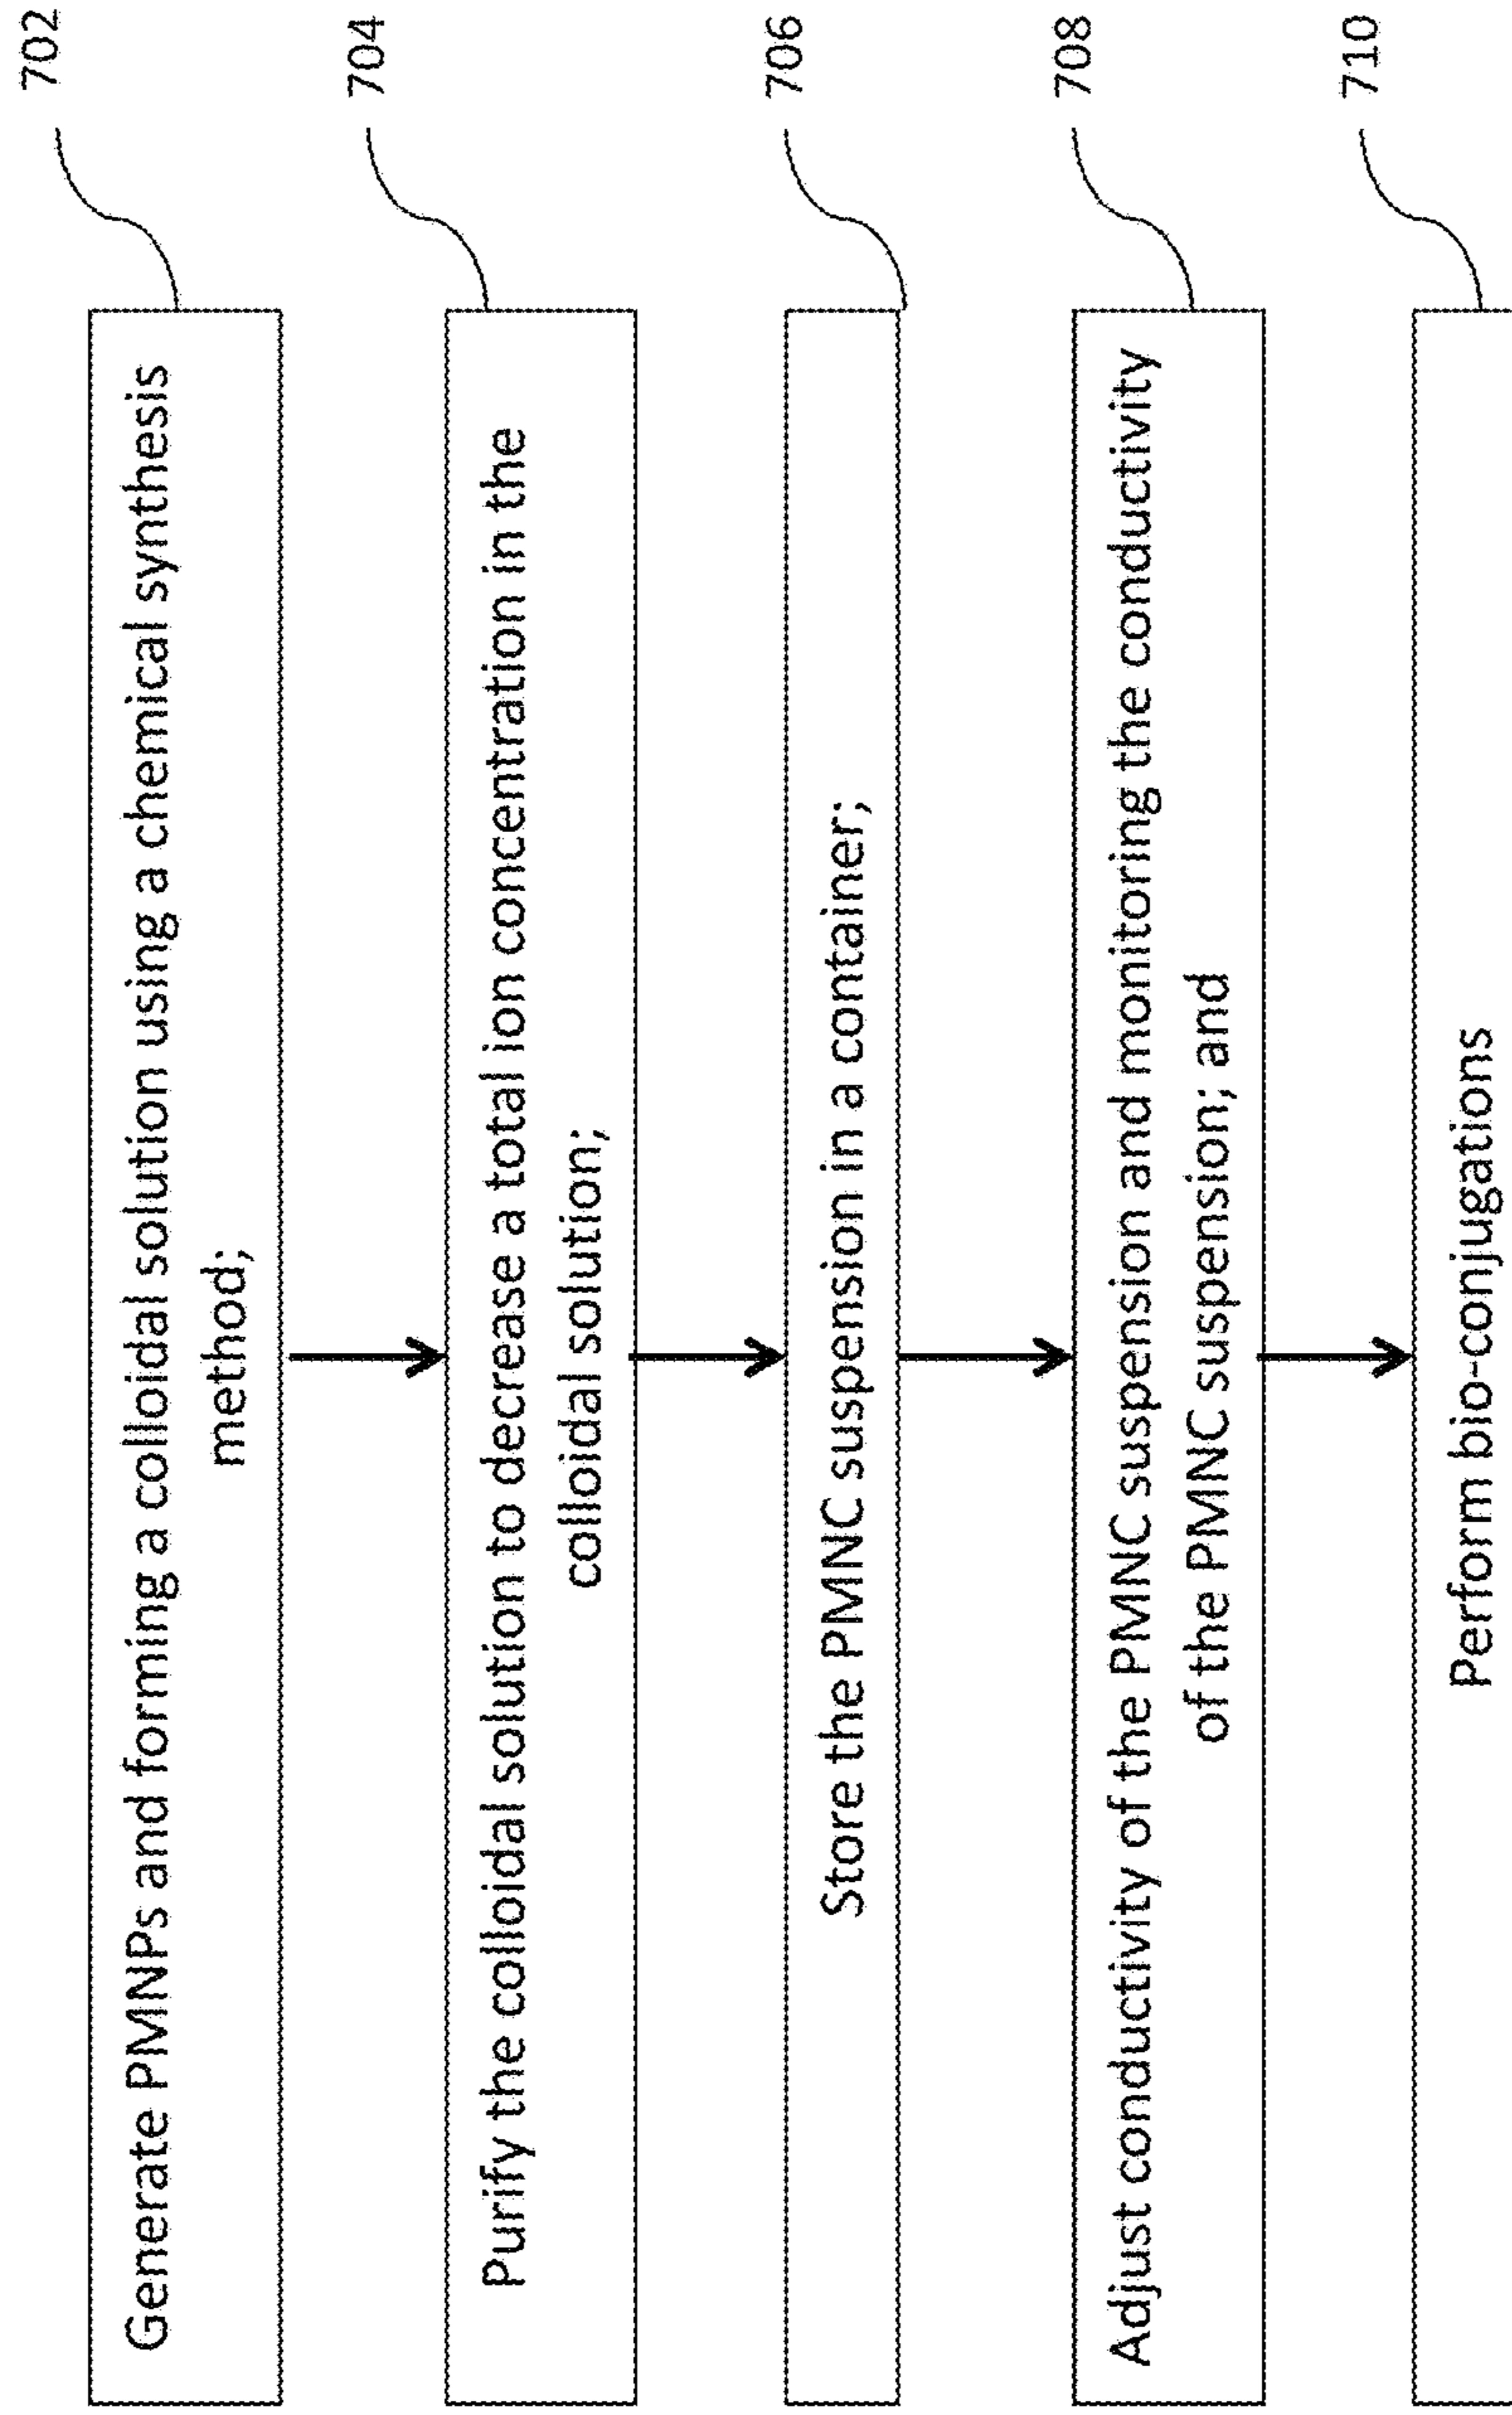 702
Generate PMNPs and forming a colloidal solution using a chemical synthesis
method;
704
Purify the colloidal solution to decrease a total ion concentration in the
colloidal solution;
706
Store the PMNC suspension in a container;
708
Adjust conductivity of the PMNC suspension and monitoring the conductivity
of the PMNC suspension; and
710
Perform bio-conjugations